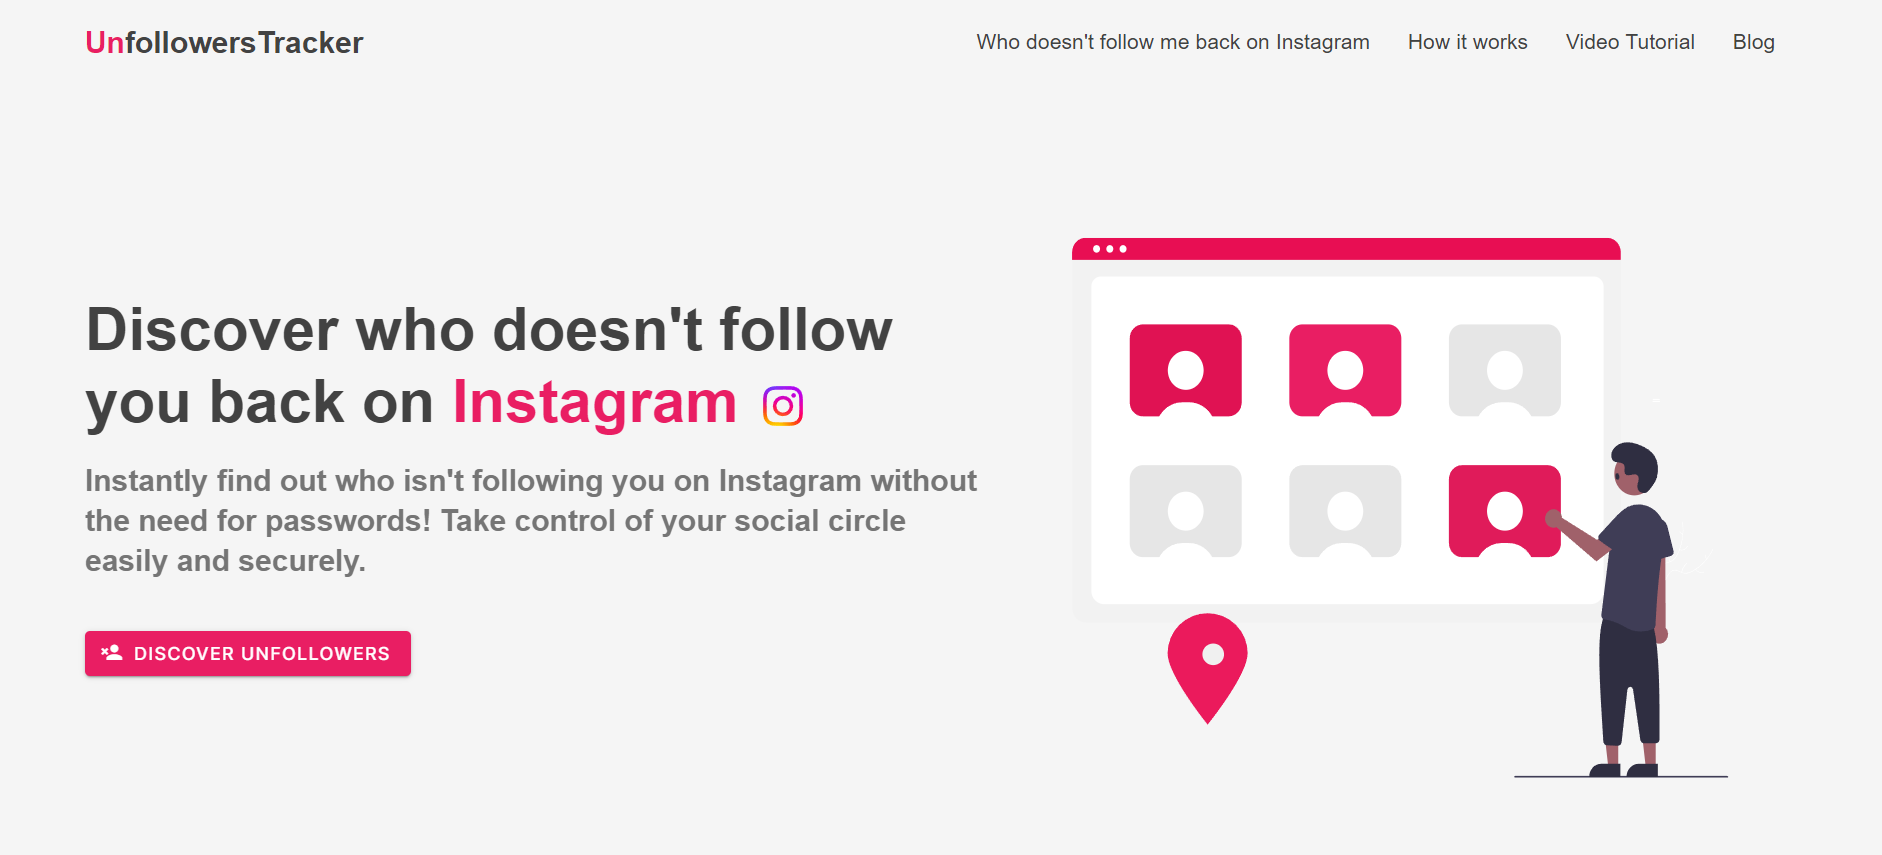 UnfollowersTracker
Who doesn't follow me back on Instagram
How it works
Video Tutorial
Blog
Discover who doesn't follow
you back on Instagram
Instantly find out who isn't following you on Instagram without
the need for passwords! Take control of your social circle
easily and securely.
DISCOVER UNFOLLOWERS